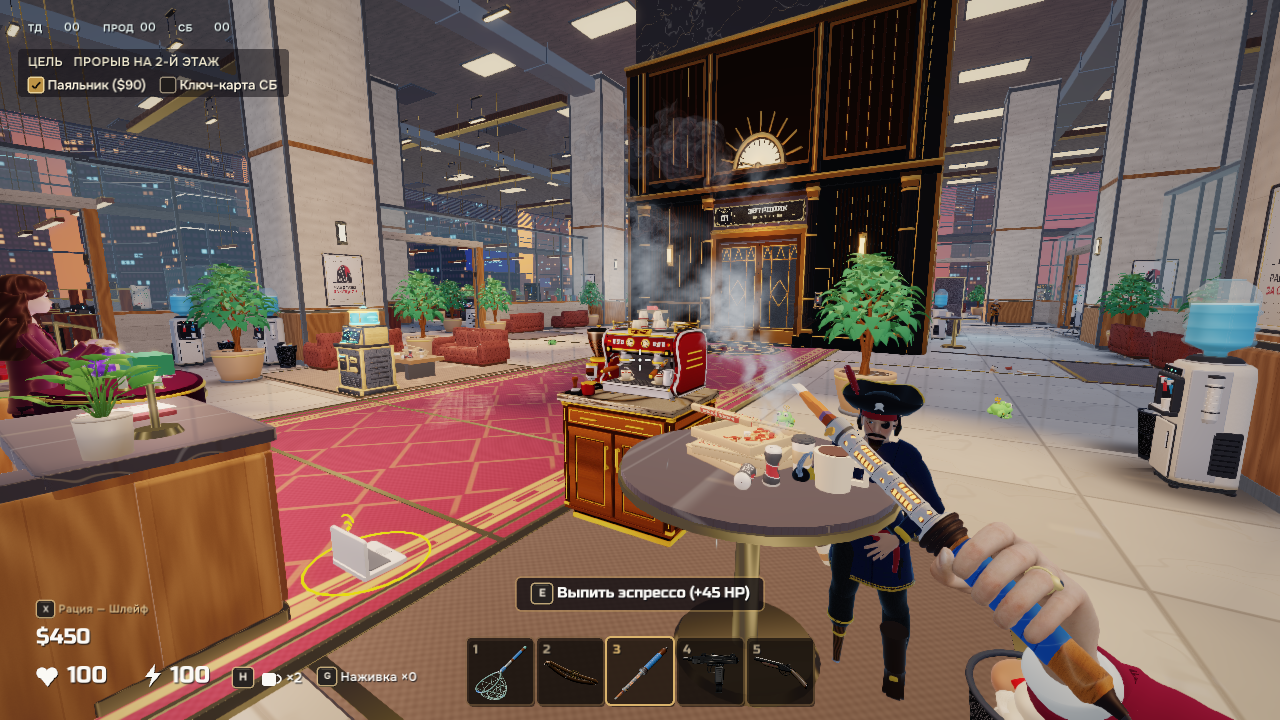 ТД 00 ПРОД 00 СБ 00
ЦЕЛЬ ПРОРЫВ НА 2-Й ЭТАЖ
Паяльник ($90) Ключ-карта СБ
E Выпить эспрессо (+45 HP)
X Рация — Шлейф
$450
100 100 H ×2 G Наживка ×0
1 2 3 4 5